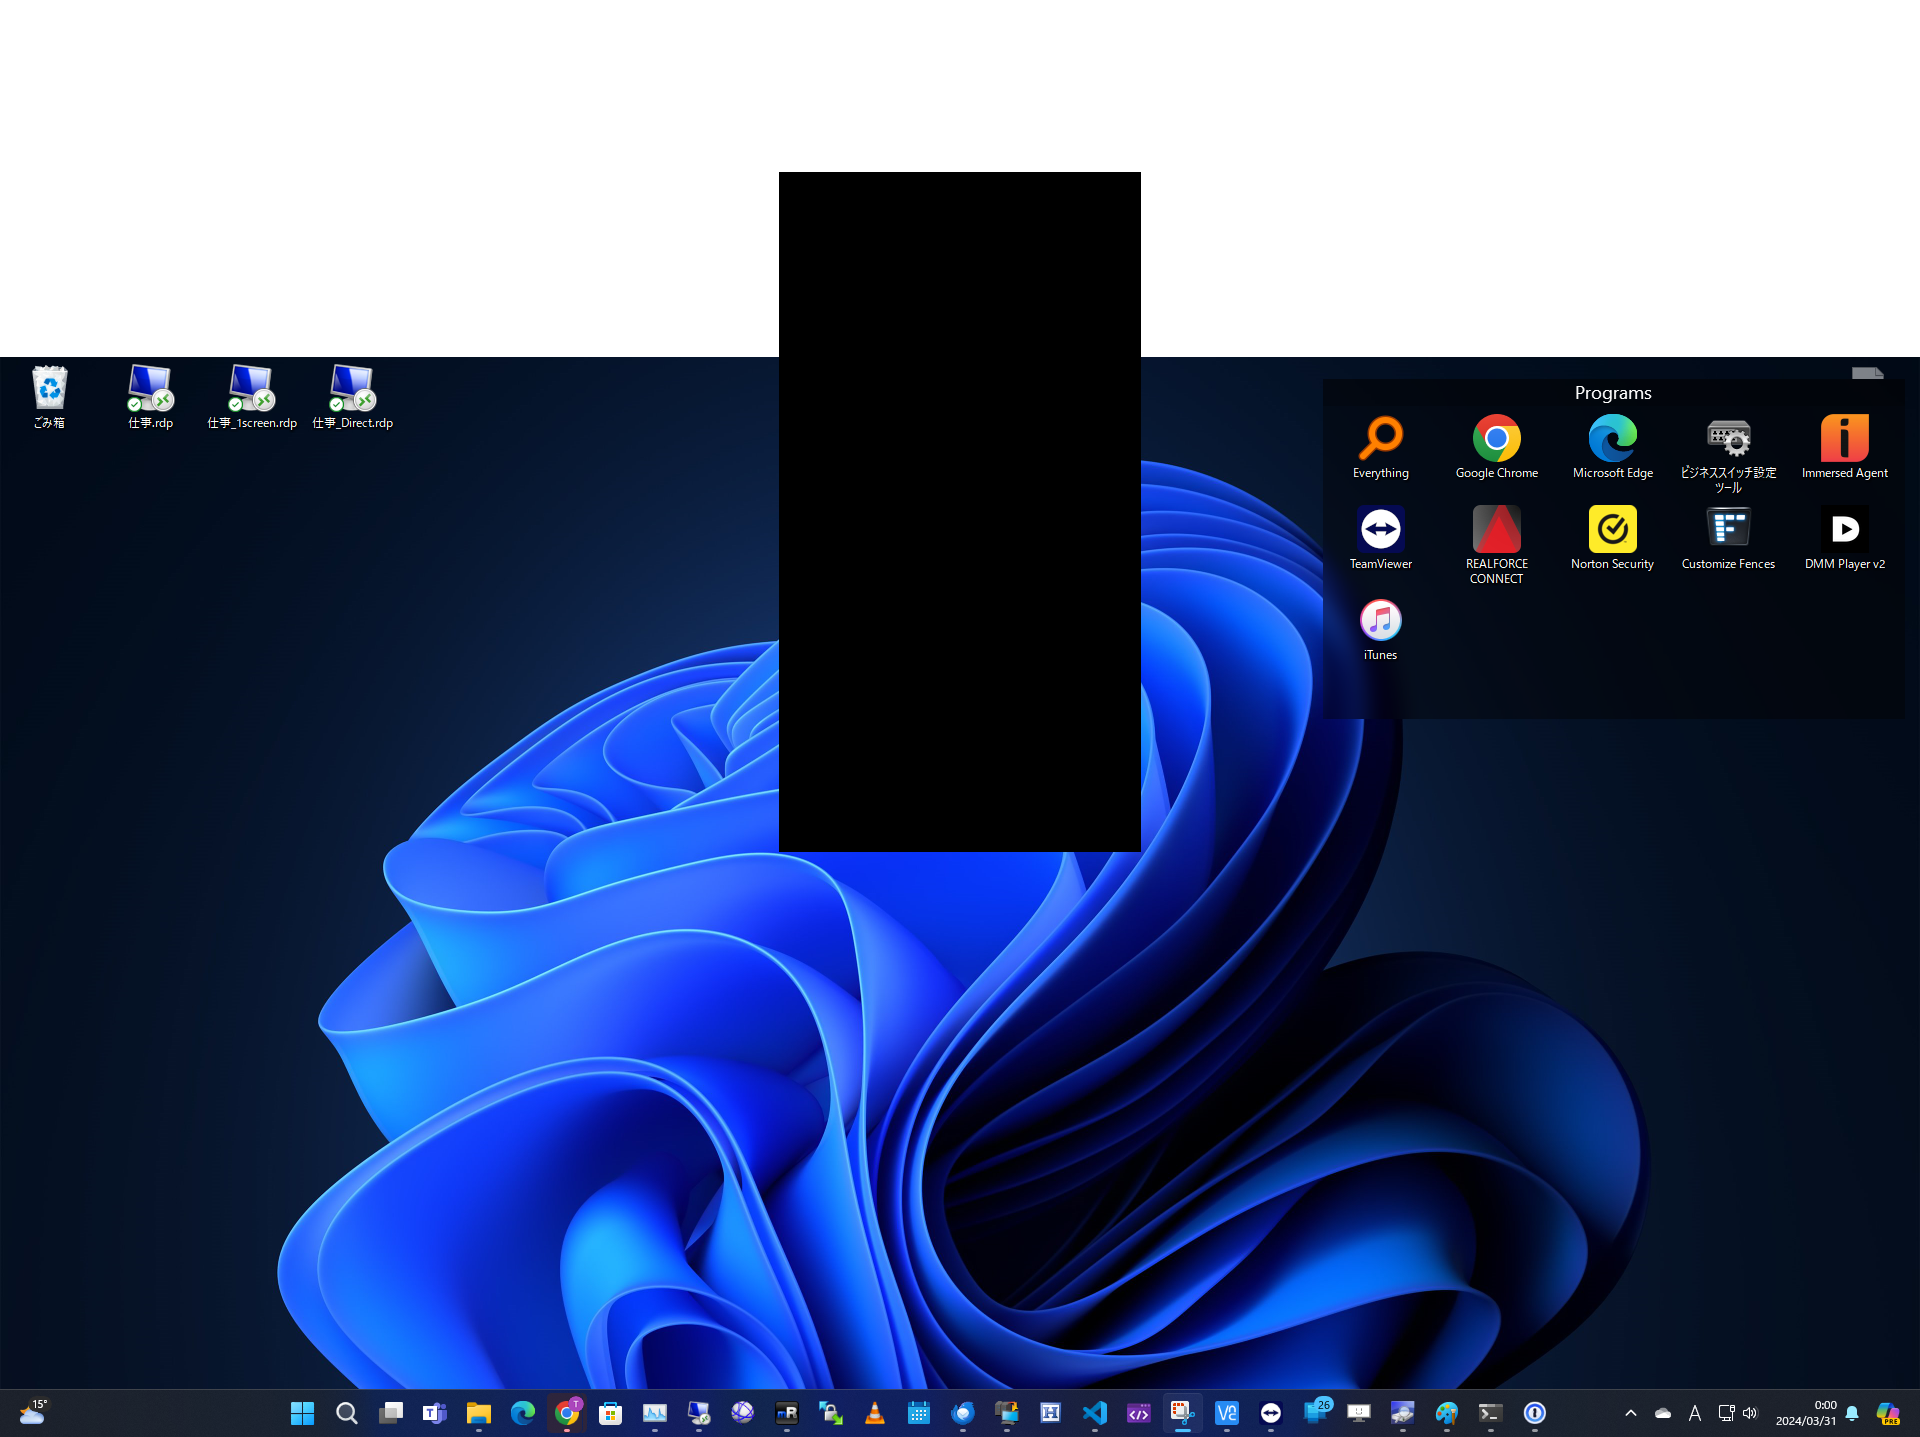 Programs
ごみ箱
仕事.rdp
仕事_1screen.rdp
仕事_Direct.rdp
Everything
Google Chrome
Microsoft Edge
ビジネススイッチ設定
ツール
Immersed Agent
TeamViewer
REALFORCE
CONNECT
Norton Security
Customize Fences
DMM Player v2
iTunes
15°
T
mR
26
A
0:00
2024/03/31
PRE